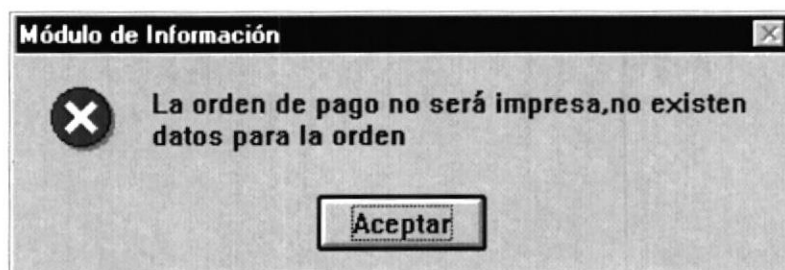 Módulo de Información
La orden de pago no será impresa,no existen
datos para la orden
Aceptar